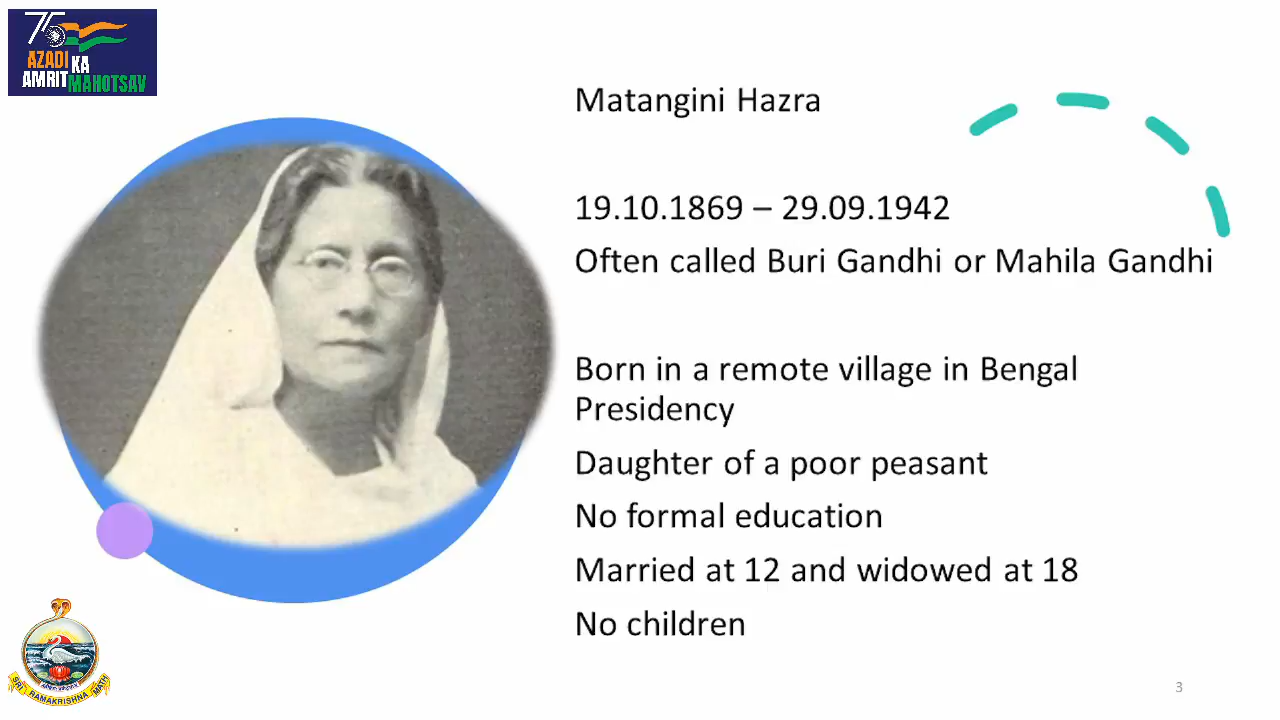 75
AZADI
KA
AMRIT
MAHOTSAV
Matangini Hazra
19.10.1869 – 29.09.1942
Often called Buri Gandhi or Mahila Gandhi
Born in a remote village in Bengal
Presidency
Daughter of a poor peasant
No formal education
Married at 12 and widowed at 18
No children
SRI RAMAKRISHNA MATH
3